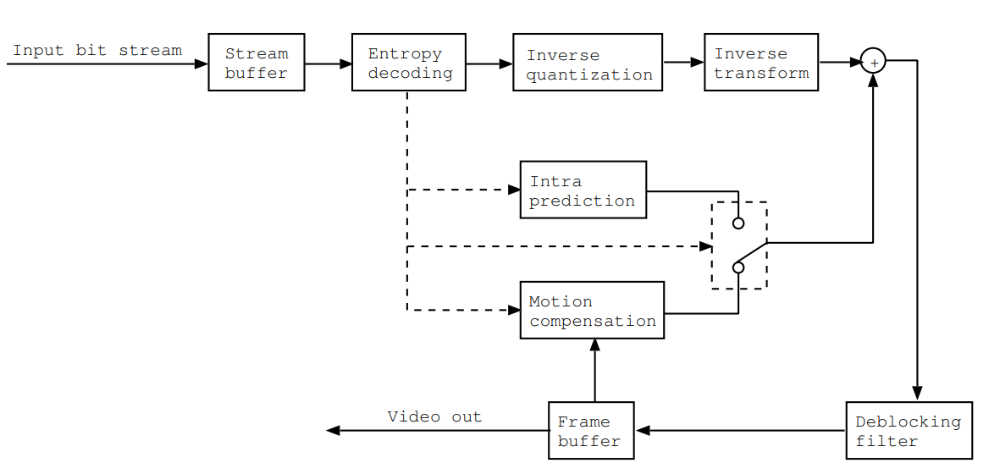 Input bit stream
Stream
buffer
Entropy
decoding
Inverse
quantization
Inverse
transform
+
Intra
prediction
Motion
compensation
Video out
Frame
buffer
Deblocking
filter